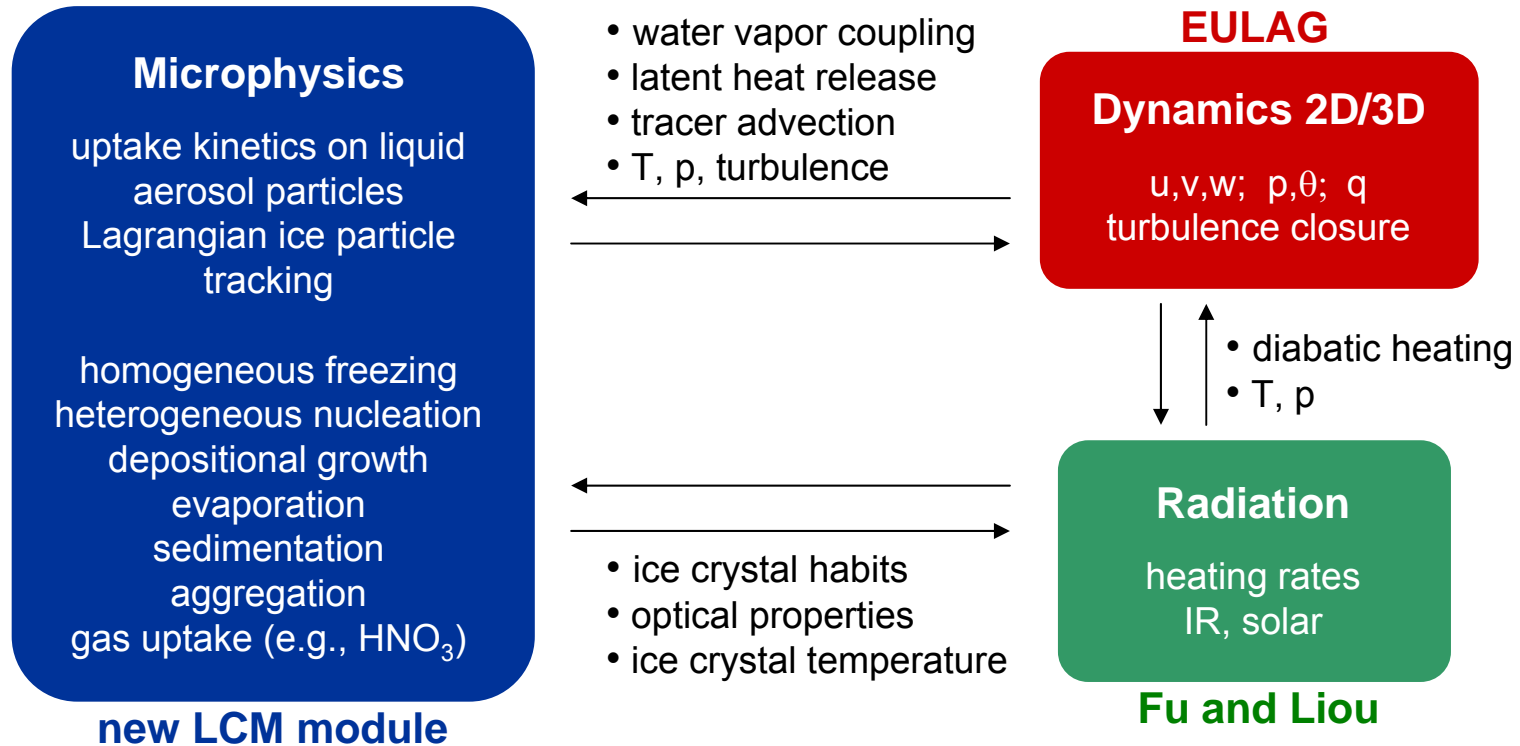 Microphysics
uptake kinetics on liquid
aerosol particles
Lagrangian ice particle
tracking
homogeneous freezing
heterogeneous nucleation
depositional growth
evaporation
sedimentation
aggregation
gas uptake (e.g., HNO₃)
new LCM module
• water vapor coupling
• latent heat release
• tracer advection
• T, p, turbulence
EULAG
Dynamics 2D/3D
u,v,w; p,θ; q
turbulence closure
• diabatic heating
• T, p
• ice crystal habits
• optical properties
• ice crystal temperature
Radiation
heating rates
IR, solar
Fu and Liou